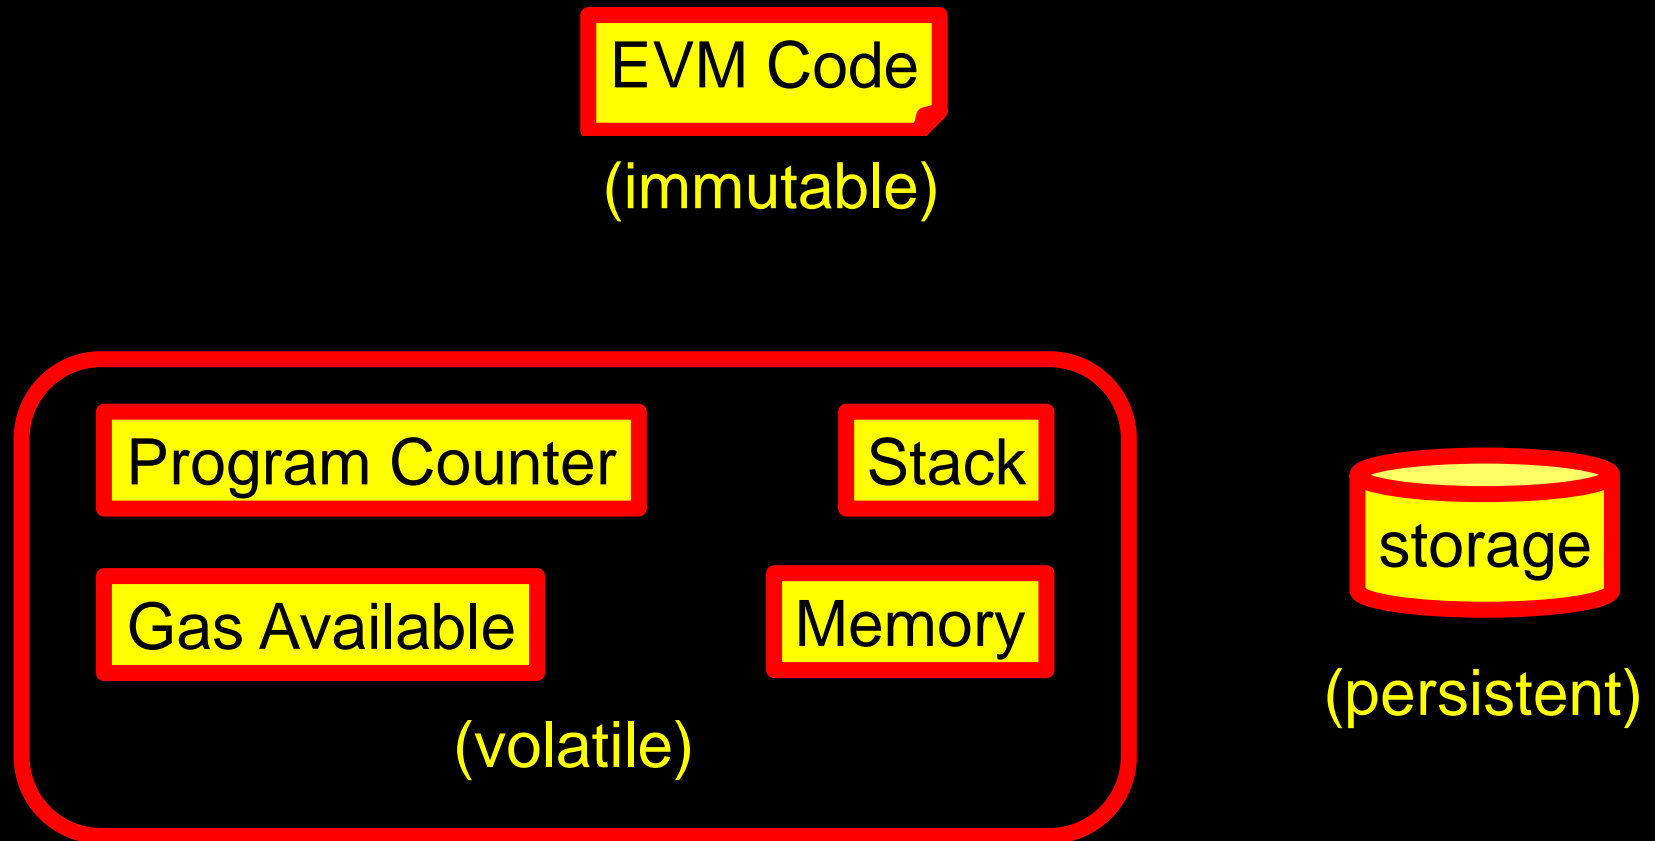 EVM Code
(immutable)
Program Counter
Stack
Gas Available
Memory
(volatile)
storage
(persistent)